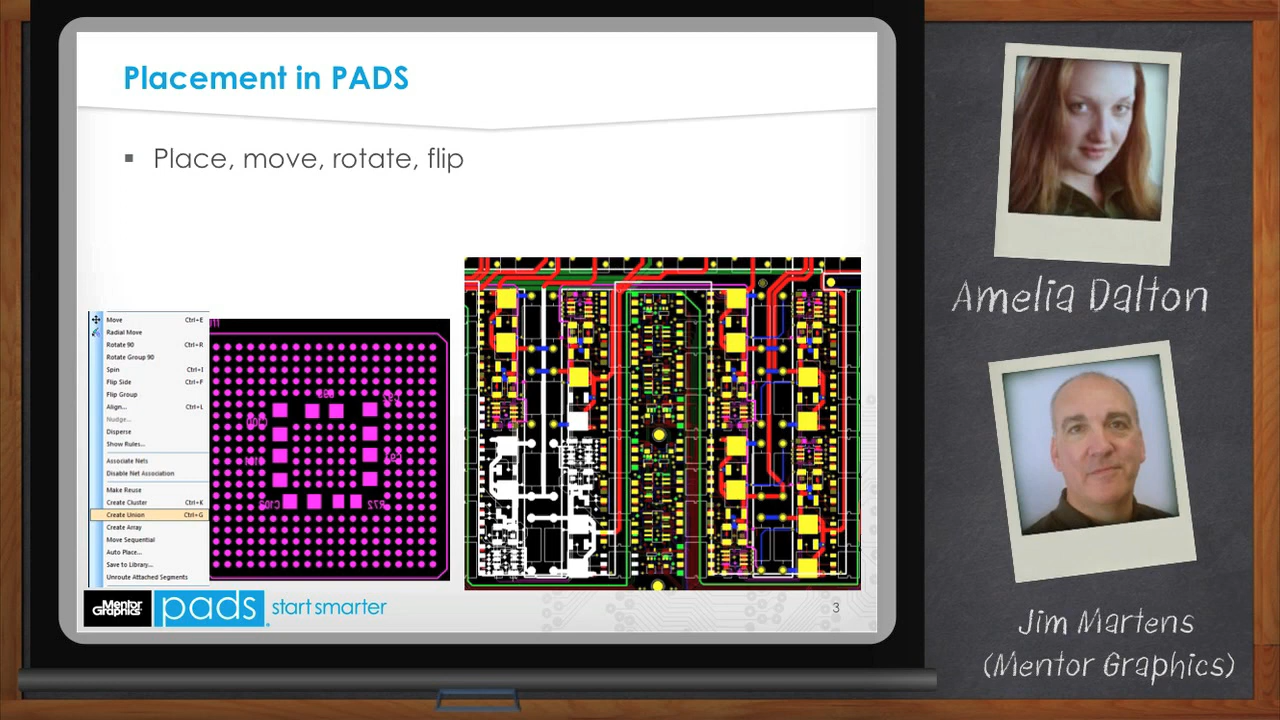 Placement in PADS
▪ Place, move, rotate, flip
Move Ctrl+E
Radial Move
Rotate 90 Ctrl+R
Rotate Group 90
Spin Ctrl+I
Flip Side Ctrl+F
Flip Group
Align... Ctrl+L
Nudge...
Disperse
Show Rules...
Associate Nets
Disable Net Association
Make Reuse
Create Cluster Ctrl+K
Create Union Ctrl+G
Create Array
Move Sequential
Auto Place...
Save to Library...
Unroute Attached Segments
R72
Mentor Graphics
pads start smarter
3
Amelia Dalton
Jim Martens
(Mentor Graphics)